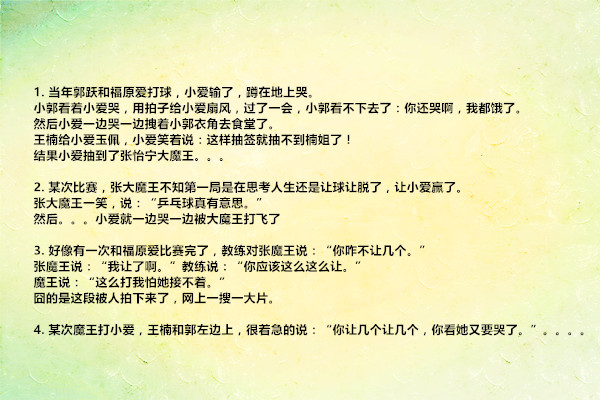 1. 当年郭跃和福原爱打球，小爱输了，蹲在地上哭。
小郭看着小爱哭，用拍子给小爱扇风，过了一会，小郭看不下去了：你还哭啊，我都饿了。
然后小爱一边哭一边拽着小郭衣角去食堂了。
王楠给小爱玉佩，小爱笑着说：这样抽签就抽不到楠姐了！
结果小爱抽到了张怡宁大魔王。。。
2. 某次比赛，张大魔王不知第一局是在思考人生还是让球让脱了，让小爱赢了。
张大魔王一笑，说：“乒乓球真有意思。”
然后。。。小爱就一边哭一边被大魔王打飞了
3. 好像有一次和福原爱比赛完了，教练对张魔王说：“你咋不让几个。”
张魔王说：“我让了啊。”教练说：“你应该这么这么让。”
魔王说：“这么打我怕她接不着。”
囧的是这段被人拍下来了，网上一搜一大片。
4. 某次魔王打小爱，王楠和郭左边上，很着急的说：“你让几个让几个，你看她又要哭了。”。。。。